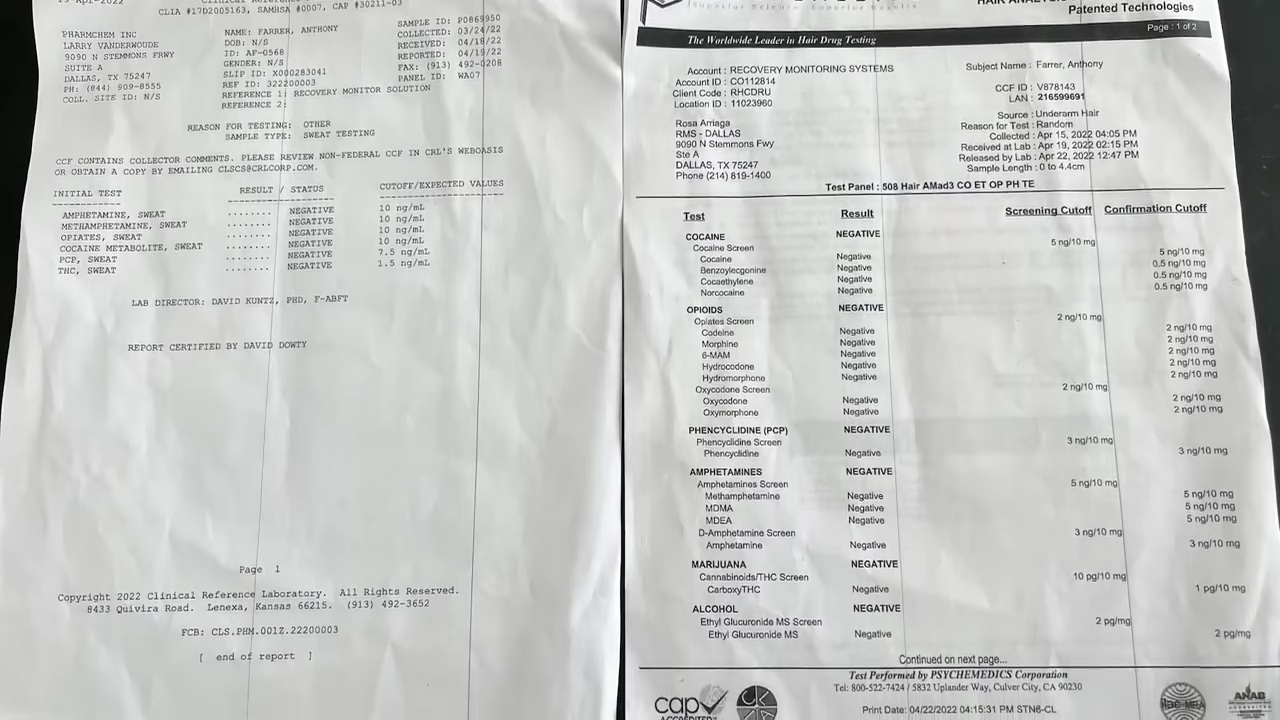 19-Apr-2022
CLIA #17D2005163, SAMHSA #0007, CAP #30211-03
PHARMCHEM INC
LARRY VANDERWOUDE
9090 N STEMMONS FRWY
SUITE A
DALLAS, TX 75247
PH: (844) 909-8555
COLL. SITE ID: N/S
NAME: FARRER, ANTHONY
DOB: N/S
ID: AF-0568
GENDER: N/S
SLIP ID: X000283041
REF ID: 322200003
REFERENCE 1: RECOVERY MONITOR SOLUTION
REFERENCE 2:
SAMPLE ID: P0869950
COLLECTED: 03/24/22
RECEIVED: 04/18/22
REPORTED: 04/19/22
FAX: (913) 492-0208
PANEL ID: WA07
REASON FOR TESTING: OTHER
SAMPLE TYPE: SWEAT TESTING
CCF CONTAINS COLLECTOR COMMENTS. PLEASE REVIEW NON-FEDERAL CCF IN CRL'S WEBOASIS
OR OBTAIN A COPY BY EMAILING CLSCS@CRLCORP.COM.
INITIAL TEST RESULT / STATUS CUTOFF/EXPECTED VALUES
AMPHETAMINE, SWEAT ........ NEGATIVE 10 ng/mL
METHAMPHETAMINE, SWEAT ........ NEGATIVE 10 ng/mL
OPIATES, SWEAT ........ NEGATIVE 10 ng/mL
COCAINE METABOLITE, SWEAT ........ NEGATIVE 10 ng/mL
PCP, SWEAT ........ NEGATIVE 7.5 ng/mL
THC, SWEAT ........ NEGATIVE 1.5 ng/mL
LAB DIRECTOR: DAVID KUNTZ, PHD, F-ABFT
REPORT CERTIFIED BY DAVID DOWTY
Page 1
Copyright 2022 Clinical Reference Laboratory. All Rights Reserved.
8433 Quivira Road. Lenexa, Kansas 66215. (913) 492-3652
FCB: CLS.PHM.001Z.22200003
[ end of report ]
Superior Science. Superior Results
Patented Technologies
The Worldwide Leader in Hair Drug Testing
Page : 1 of 2
Account : RECOVERY MONITORING SYSTEMS
Account ID : CO112814
Client Code : RHCDRU
Location ID : 11023960
Subject Name : Farrer, Anthony
CCF ID : V878143
LAN : 216599691
Rosa Arriaga
RMS - DALLAS
9090 N Stemmons Fwy
Ste A
DALLAS, TX 75247
Phone (214) 819-1400
Source : Underarm Hair
Reason for Test : Random
Collected : Apr 15, 2022 04:05 PM
Received at Lab : Apr 19, 2022 02:15 PM
Released by Lab : Apr 22, 2022 12:47 PM
Sample Length : 0 to 4.4cm
Test Panel : 508 Hair AMad3 CO ET OP PH TE
Test Result Screening Cutoff Confirmation Cutoff
COCAINE NEGATIVE
Cocaine Screen 5 ng/10 mg
Cocaine Negative 5 ng/10 mg
Benzoylecgonine Negative 0.5 ng/10 mg
Cocaethylene Negative 0.5 ng/10 mg
Norcocaine Negative 0.5 ng/10 mg
OPIOIDS NEGATIVE
Opiates Screen 2 ng/10 mg
Codeine Negative 2 ng/10 mg
Morphine Negative 2 ng/10 mg
6-MAM Negative 2 ng/10 mg
Hydrocodone Negative 2 ng/10 mg
Hydromorphone Negative 2 ng/10 mg
Oxycodone Screen 2 ng/10 mg
Oxycodone Negative 2 ng/10 mg
Oxymorphone Negative 2 ng/10 mg
PHENCYCLIDINE (PCP) NEGATIVE
Phencyclidine Screen 3 ng/10 mg
Phencyclidine Negative 3 ng/10 mg
AMPHETAMINES NEGATIVE
Amphetamines Screen 5 ng/10 mg
Methamphetamine Negative 5 ng/10 mg
MDMA Negative 5 ng/10 mg
MDEA Negative 5 ng/10 mg
D-Amphetamine Screen 3 ng/10 mg
Amphetamine Negative 3 ng/10 mg
MARIJUANA NEGATIVE
Cannabinoids/THC Screen 10 pg/10 mg
CarboxyTHC Negative 1 pg/10 mg
ALCOHOL NEGATIVE
Ethyl Glucuronide MS Screen 2 pg/mg
Ethyl Glucuronide MS Negative 2 pg/mg
Continued on next page...
Test Performed by PSYCHEMEDICS Corporation
Tel: 800-522-7424 / 5832 Uplander Way, Culver City, CA 90230
Print Date: 04/22/2022 04:15:31 PM STN6-CL
cap
ACCREDITED
ilac-MRA
ANAB